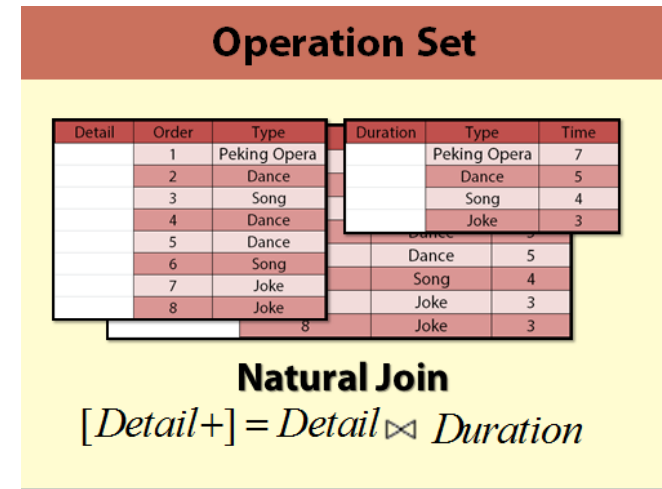 Operation Set
Detail Order Type
1 Peking Opera
2 Dance
3 Song
4 Dance
5 Dance
6 Song
7 Joke
8 Joke
Duration Type Time
Peking Opera 7
Dance 5
Song 4
Joke 3
Dance 5
Song 4
Joke 3
8 Joke 3
Natural Join
[Detail+] = Detail ⋈ Duration